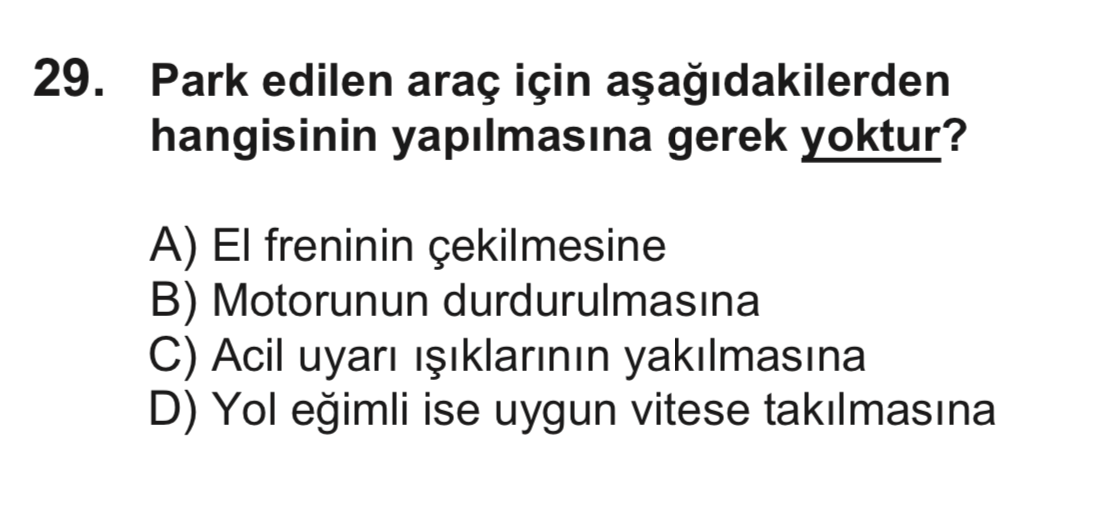 29. Park edilen araç için aşağıdakilerden
hangisinin yapılmasına gerek yoktur?
A) El freninin çekilmesine
B) Motorunun durdurulmasına
C) Acil uyarı ışıklarının yakılmasına
D) Yol eğimli ise uygun vitese takılmasına